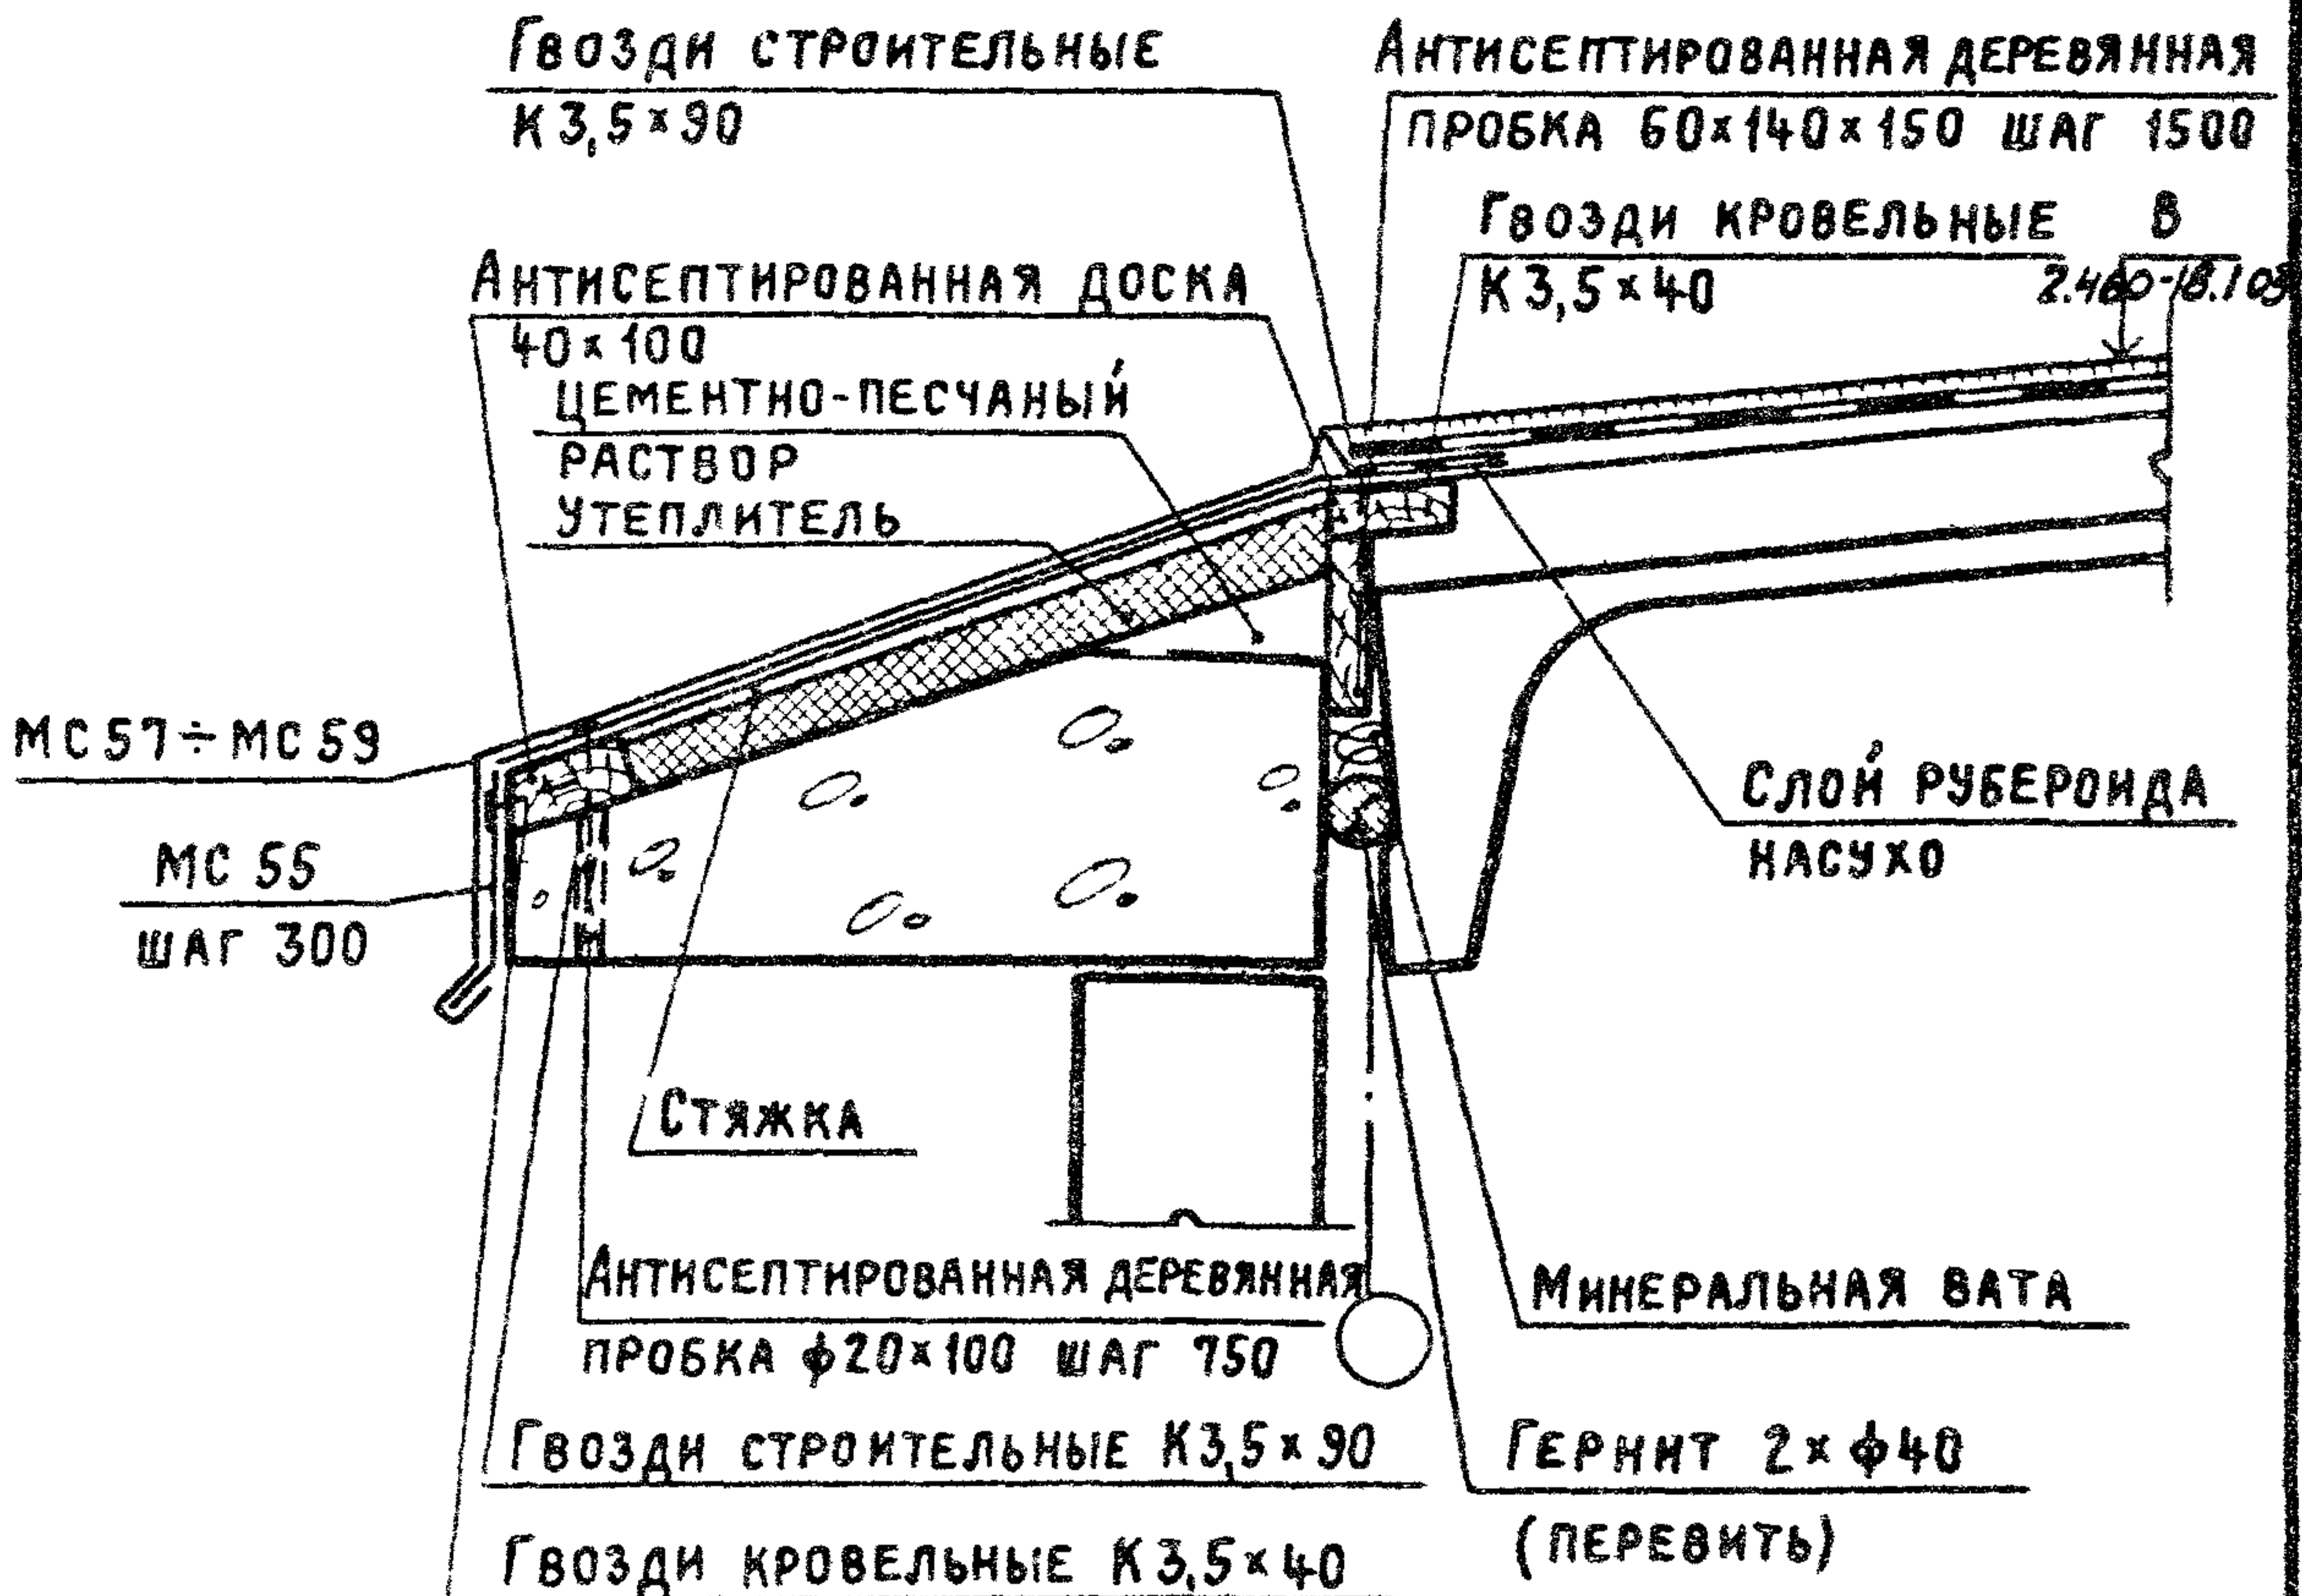 Гвозди строительные
К 3,5×90
Антисептированная деревянная
пробка 60×140×150 шаг 1500
Гвозди кровельные
К 3,5×40
В
Антисептированная доска
40×100
Цементно-песчаный
раствор
Утеплитель
МС 57÷МС 59
МС 55
шаг 300
Слой рубероида
насухо
Стяжка
Антисептированная деревянная
пробка ф20×100 шаг 750
Минеральная вата
Гвозди строительные К3,5×90
Гернит 2×ф40
(перевить)
Гвозди кровельные К3,5×40